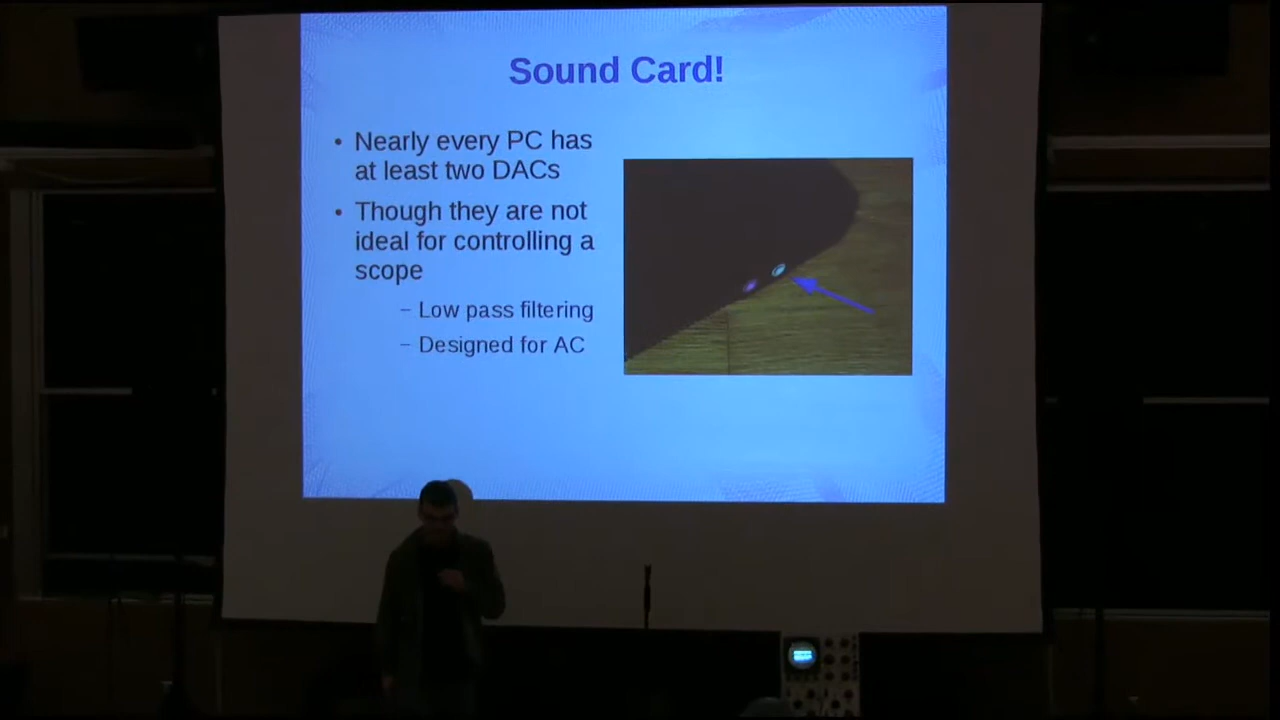 Sound Card!
• Nearly every PC has
at least two DACs
• Though they are not
ideal for controlling a
scope
– Low pass filtering
– Designed for AC